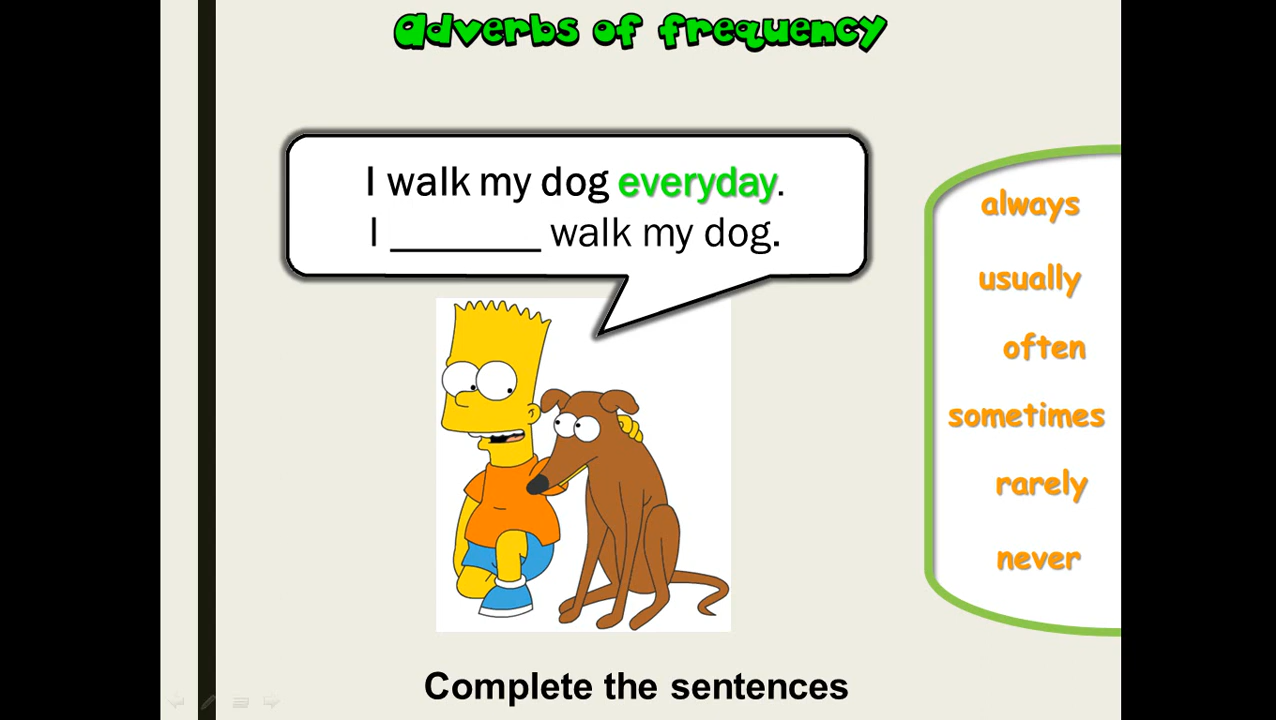 Adverbs of frequency
I walk my dog everyday.
I _______ walk my dog.
always
usually
often
sometimes
rarely
never
Complete the sentences